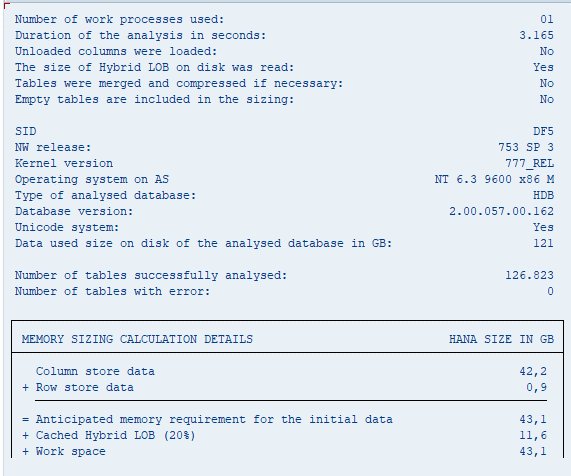 Number of work processes used: 01
Duration of the analysis in seconds: 3.165
Unloaded columns were loaded: No
The size of Hybrid LOB on disk was read: Yes
Tables were merged and compressed if necessary: No
Empty tables are included in the sizing: No
SID DF5
NW release: 753 SP 3
Kernel version 777_REL
Operating system on AS NT 6.3 9600 x86 M
Type of analysed database: HDB
Database version: 2.00.057.00.162
Unicode system: Yes
Data used size on disk of the analysed database in GB: 121
Number of tables successfully analysed: 126.823
Number of tables with error: 0
MEMORY SIZING CALCULATION DETAILS HANA SIZE IN GB
Column store data 42,2
+ Row store data 0,9
= Anticipated memory requirement for the initial data 43,1
+ Cached Hybrid LOB (20%) 11,6
+ Work space 43,1